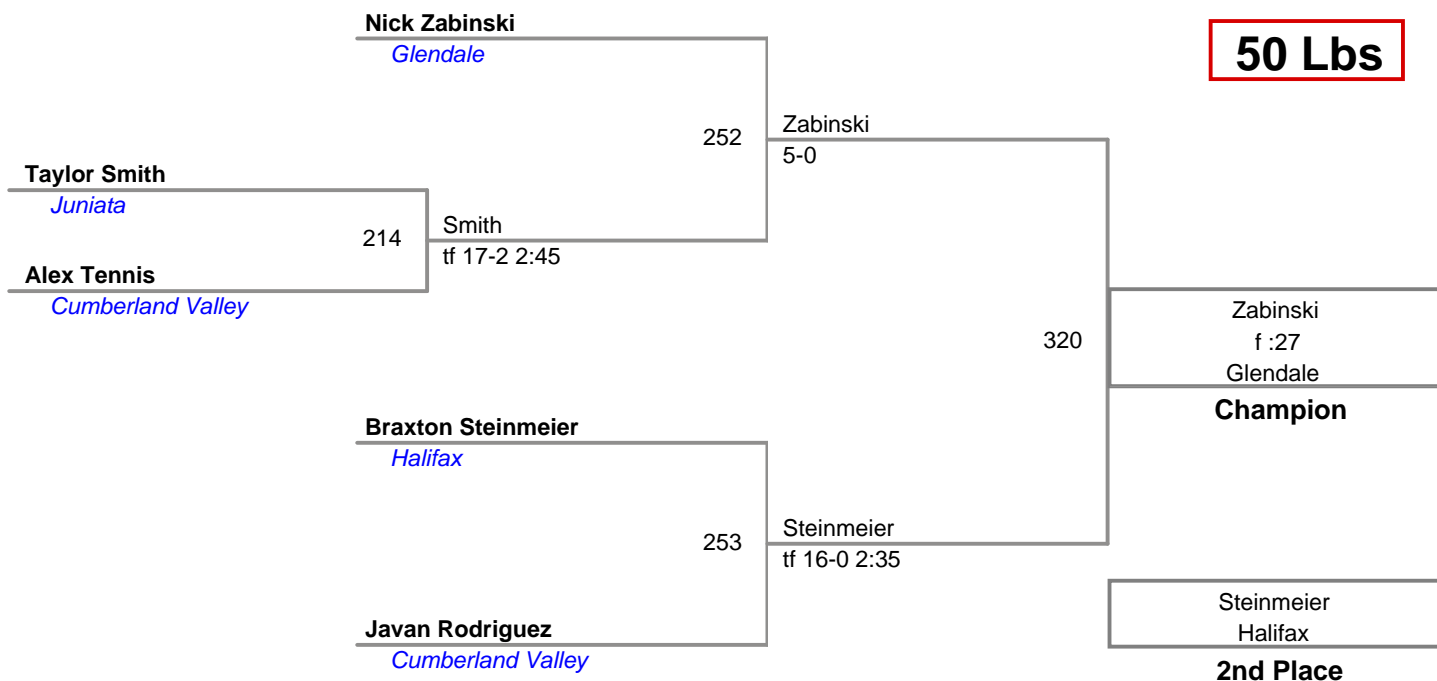 Nick Zabinski
Glendale
50 Lbs
252
Zabinski
5-0
Taylor Smith
Juniata
214
Smith
tf 17-2 2:45
Alex Tennis
Cumberland Valley
320
Zabinski
f :27
Glendale
Champion
Braxton Steinmeier
Halifax
253
Steinmeier
tf 16-0 2:35
Javan Rodriguez
Cumberland Valley
Steinmeier
Halifax
2nd Place